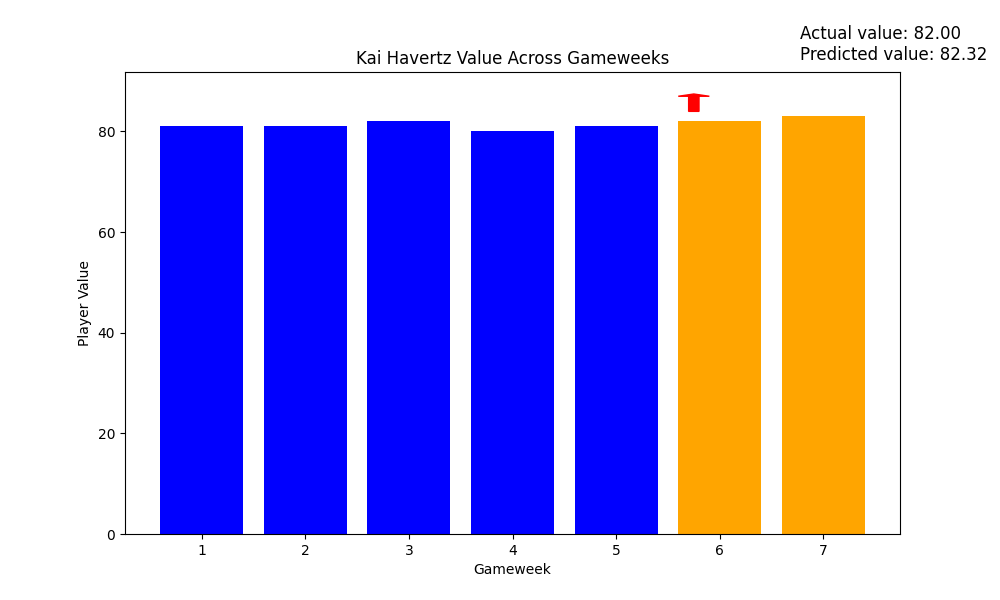 Actual value: 82.00
Predicted value: 82.32
Kai Havertz Value Across Gameweeks
Player Value
80
60
40
20
0
1 2 3 4 5 6 7
Gameweek